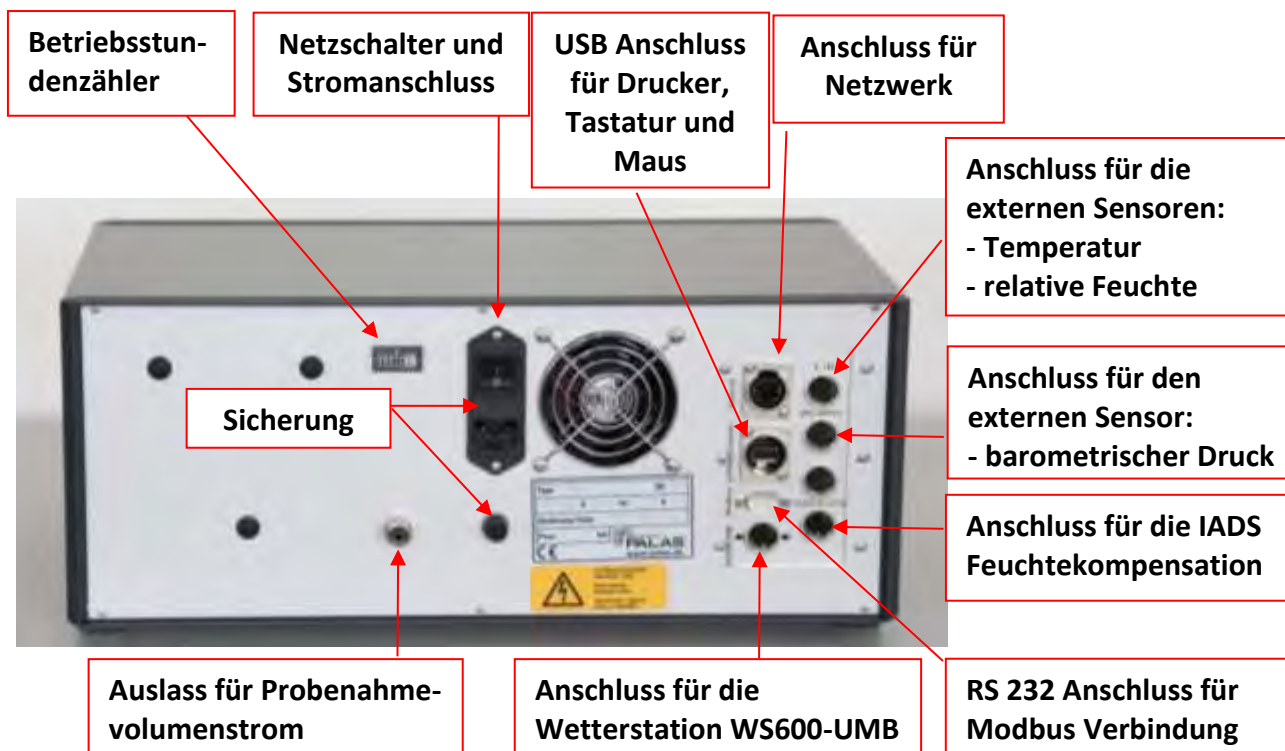 Betriebsstun-
denzähler
Netzschalter und
Stromanschluss
USB Anschluss
für Drucker,
Tastatur und
Maus
Anschluss für
Netzwerk
Anschluss für die
externen Sensoren:
- Temperatur
- relative Feuchte
Anschluss für den
externen Sensor:
- barometrischer Druck
Sicherung
Anschluss für die IADS
Feuchtekompensation
PALAS
CE
Auslass für Probenahme-
volumenstrom
Anschluss für die
Wetterstation WS600-UMB
RS 232 Anschluss für
Modbus Verbindung